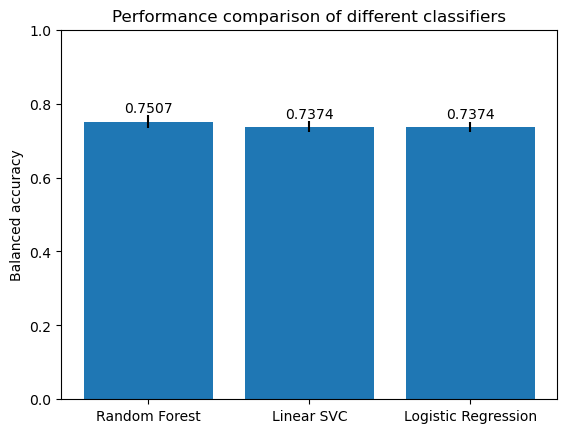 Performance comparison of different classifiers
1.0
0.8
0.6
0.4
0.2
0.0
Balanced accuracy
0.7507
0.7374
0.7374
Random Forest
Linear SVC
Logistic Regression